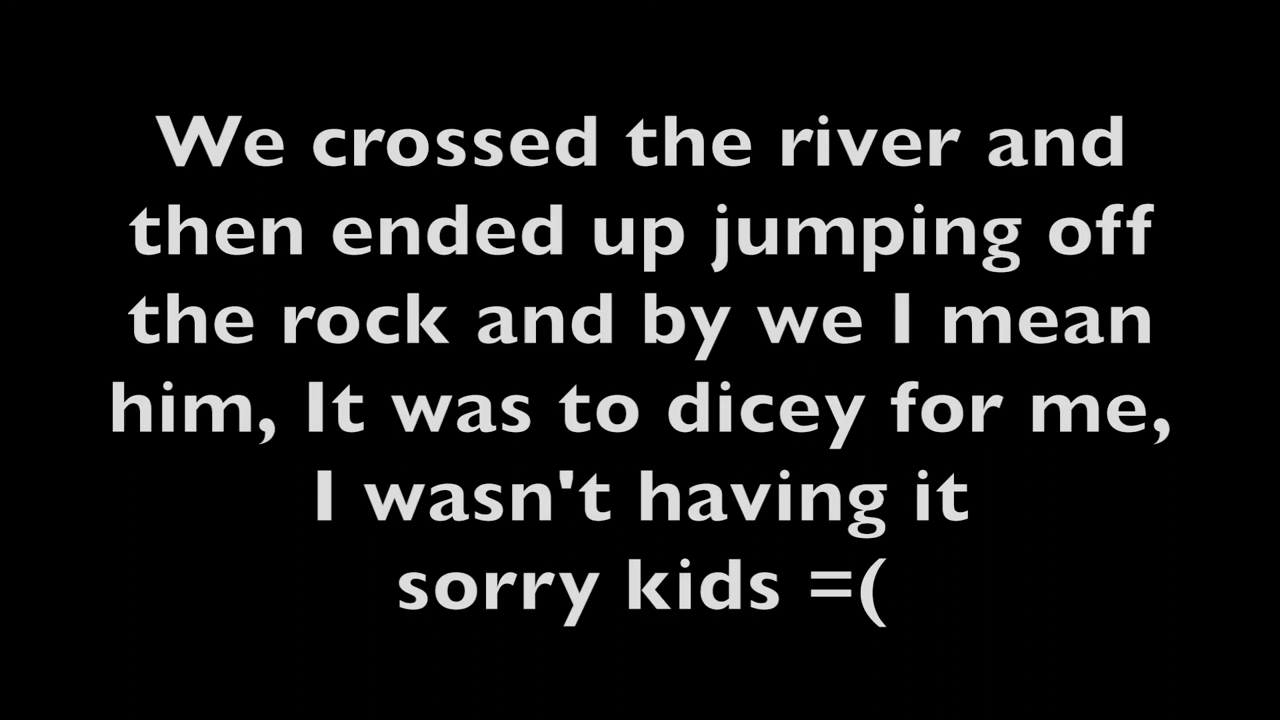 We crossed the river and
then ended up jumping off
the rock and by we I mean
him, It was to dicey for me,
I wasn't having it
sorry kids =(